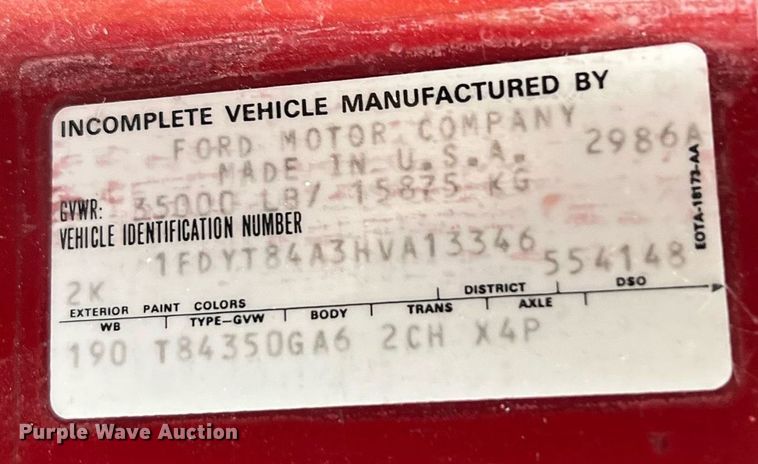 INCOMPLETE VEHICLE MANUFACTURED BY
FORD MOTOR COMPANY
MADE IN U.S.A.
2986A
GVWR: 35000 LB/ 15875 KG
VEHICLE IDENTIFICATION NUMBER
1FDYT84A3HVA13346
554148
2K
EXTERIOR PAINT COLORS DISTRICT DSO
WB TYPE-GVW BODY TRANS AXLE
190 T84350GA6 2CH X4P
EOTA-18173-AA
Purple Wave Auction